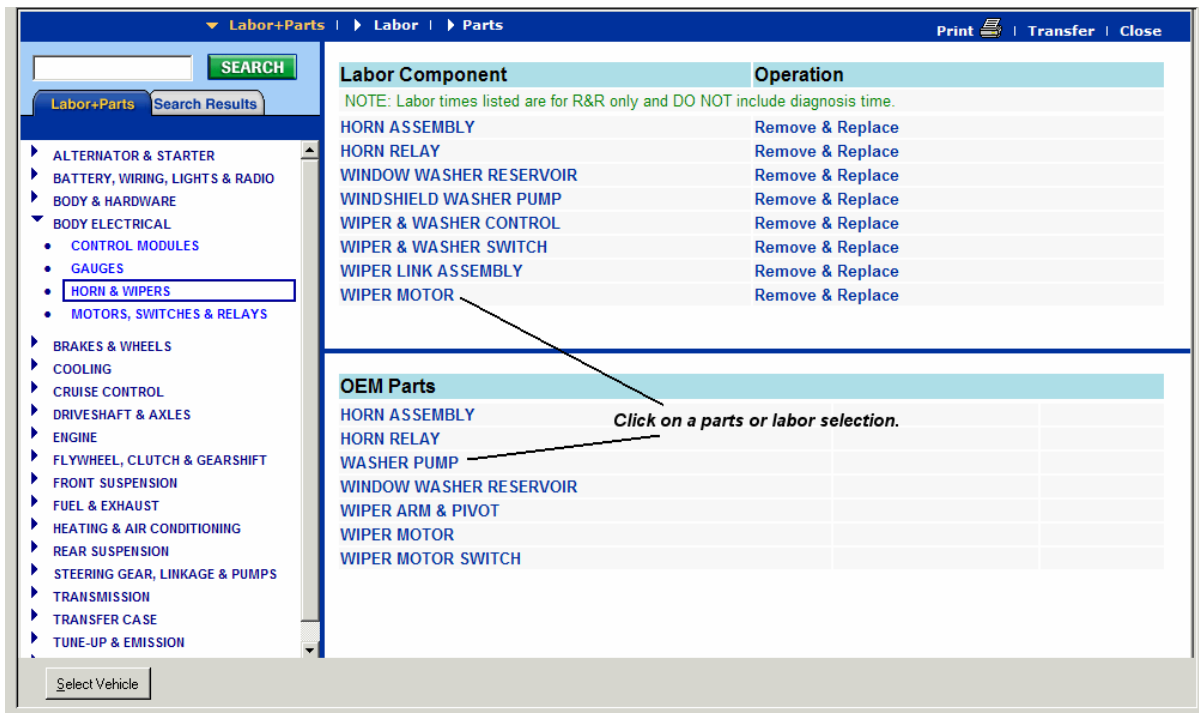 Labor+Parts | Labor | Parts
Print | Transfer | Close
SEARCH
Labor+Parts Search Results
ALTERNATOR & STARTER
BATTERY, WIRING, LIGHTS & RADIO
BODY & HARDWARE
BODY ELECTRICAL
CONTROL MODULES
GAUGES
HORN & WIPERS
MOTORS, SWITCHES & RELAYS
BRAKES & WHEELS
COOLING
CRUISE CONTROL
DRIVESHAFT & AXLES
ENGINE
FLYWHEEL, CLUTCH & GEARSHIFT
FRONT SUSPENSION
FUEL & EXHAUST
HEATING & AIR CONDITIONING
REAR SUSPENSION
STEERING GEAR, LINKAGE & PUMPS
TRANSMISSION
TRANSFER CASE
TUNE-UP & EMISSION
Select Vehicle
Labor Component Operation
NOTE: Labor times listed are for R&R only and DO NOT include diagnosis time.
HORN ASSEMBLY Remove & Replace
HORN RELAY Remove & Replace
WINDOW WASHER RESERVOIR Remove & Replace
WINDSHIELD WASHER PUMP Remove & Replace
WIPER & WASHER CONTROL Remove & Replace
WIPER & WASHER SWITCH Remove & Replace
WIPER LINK ASSEMBLY Remove & Replace
WIPER MOTOR Remove & Replace
OEM Parts
HORN ASSEMBLY
Click on a parts or labor selection.
HORN RELAY
WASHER PUMP
WINDOW WASHER RESERVOIR
WIPER ARM & PIVOT
WIPER MOTOR
WIPER MOTOR SWITCH